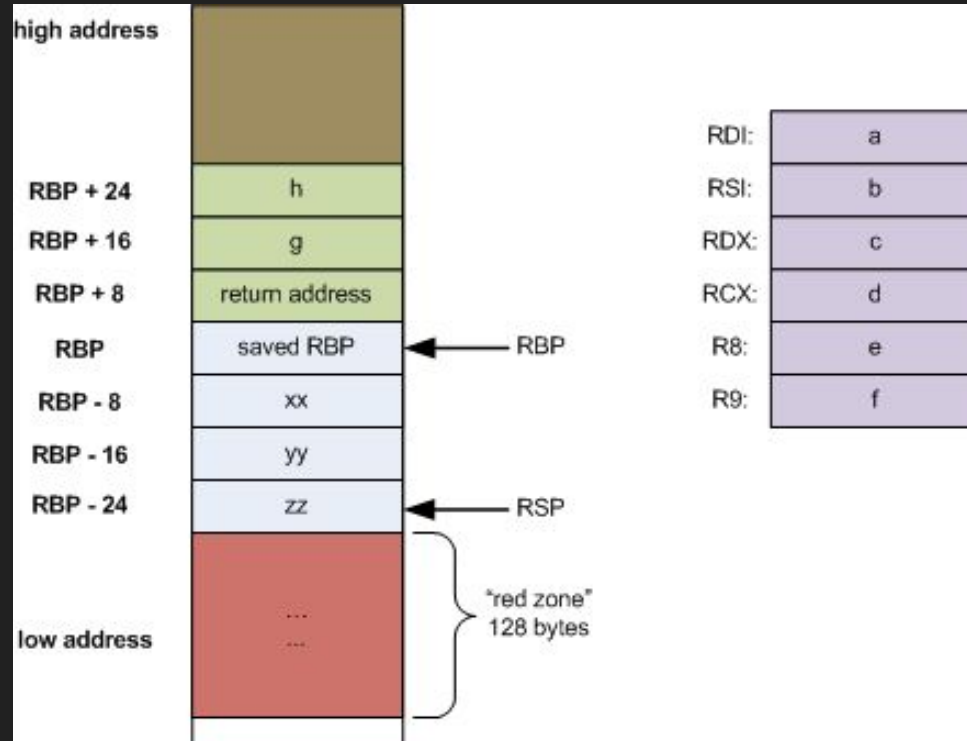 high address
RBP + 24
h
RBP + 16
g
RBP + 8
return address
RBP
saved RBP
RBP
RBP - 8
xx
RBP - 16
yy
RBP - 24
zz
RSP
...
...
low address
"red zone"
128 bytes
RDI:
a
RSI:
b
RDX:
c
RCX:
d
R8:
e
R9:
f